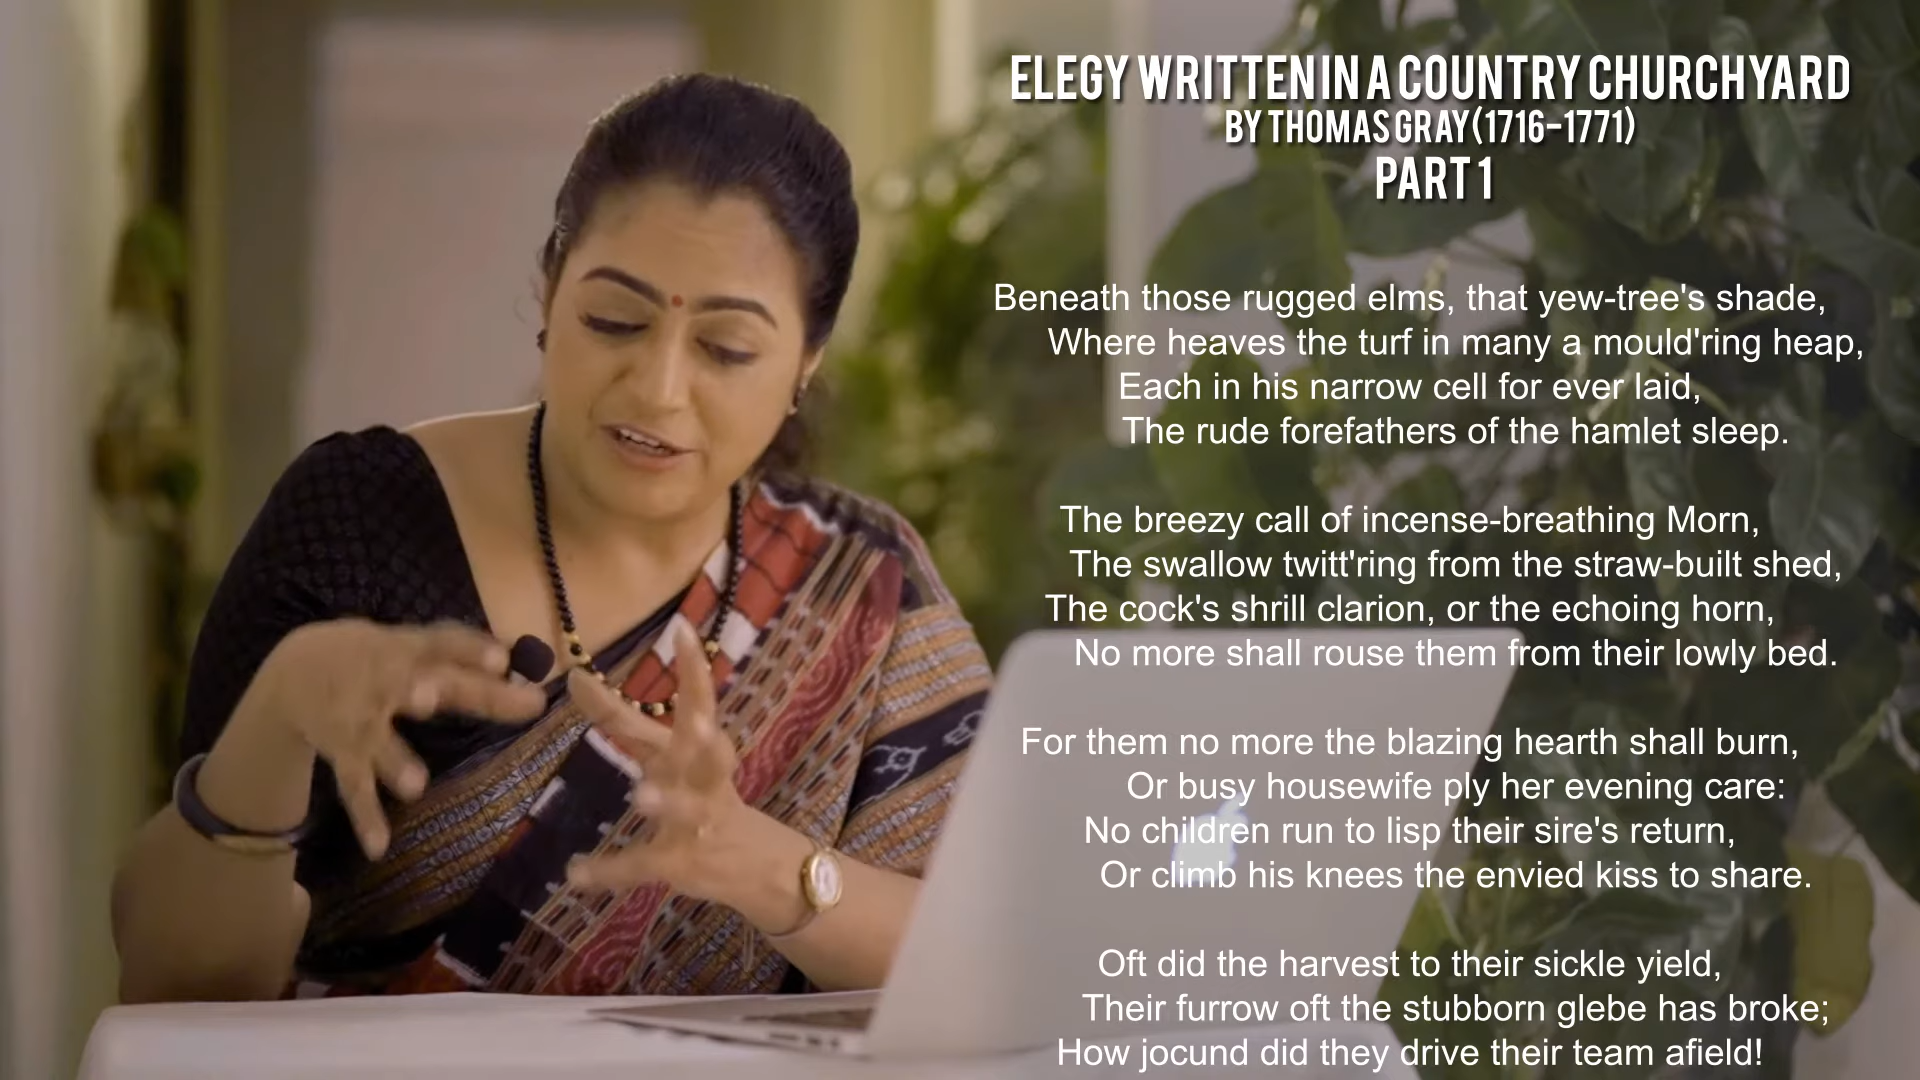 ELEGY WRITTEN IN A COUNTRY CHURCHYARD
BY THOMAS GRAY (1716-1771)
PART 1
Beneath those rugged elms, that yew-tree's shade,
Where heaves the turf in many a mould'ring heap,
Each in his narrow cell for ever laid,
The rude forefathers of the hamlet sleep.
The breezy call of incense-breathing Morn,
The swallow twitt'ring from the straw-built shed,
The cock's shrill clarion, or the echoing horn,
No more shall rouse them from their lowly bed.
For them no more the blazing hearth shall burn,
Or busy housewife ply her evening care:
No children run to lisp their sire's return,
Or climb his knees the envied kiss to share.
Oft did the harvest to their sickle yield,
Their furrow oft the stubborn glebe has broke;
How jocund did they drive their team afield!